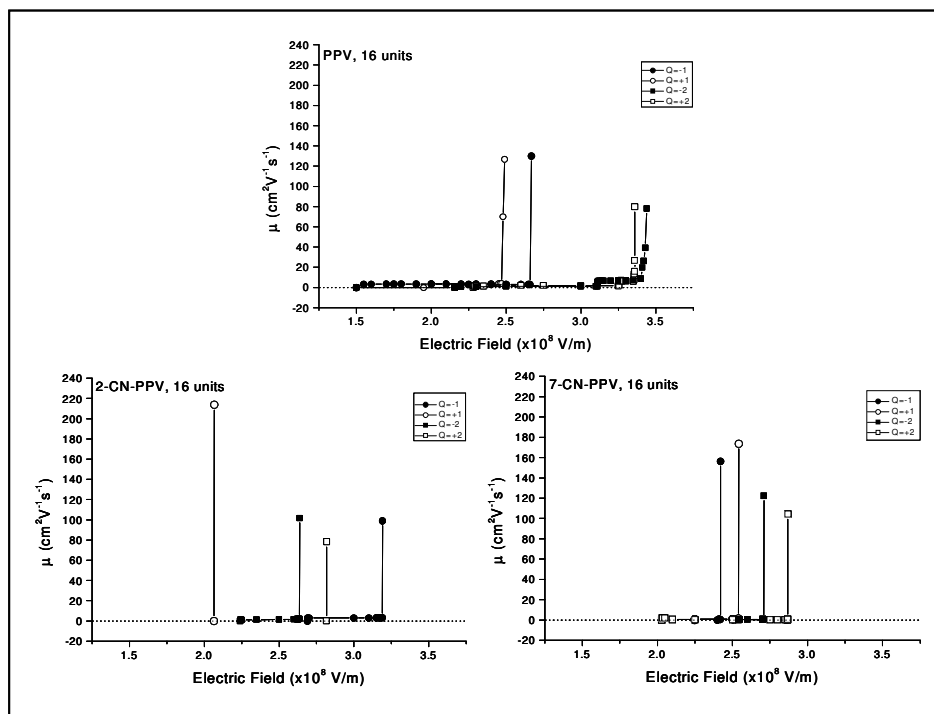 PPV, 16 units
Q=-1
Q=+1
Q=-2
Q=+2
240
220
200
180
160
140
120
100
80
60
40
20
0
-20
μ (cm²V⁻¹s⁻¹)
1.5
2.0
2.5
3.0
3.5
Electric Field (x10⁸ V/m)
2-CN-PPV, 16 units
Q=-1
Q=+1
Q=-2
Q=+2
240
220
200
180
160
140
120
100
80
60
40
20
0
-20
μ (cm²V⁻¹s⁻¹)
1.5
2.0
2.5
3.0
3.5
Electric Field (x10⁸ V/m)
7-CN-PPV, 16 units
Q=-1
Q=+1
Q=-2
Q=+2
240
220
200
180
160
140
120
100
80
60
40
20
0
-20
μ (cm²V⁻¹s⁻¹)
1.5
2.0
2.5
3.0
3.5
Electric Field (x10⁸ V/m)